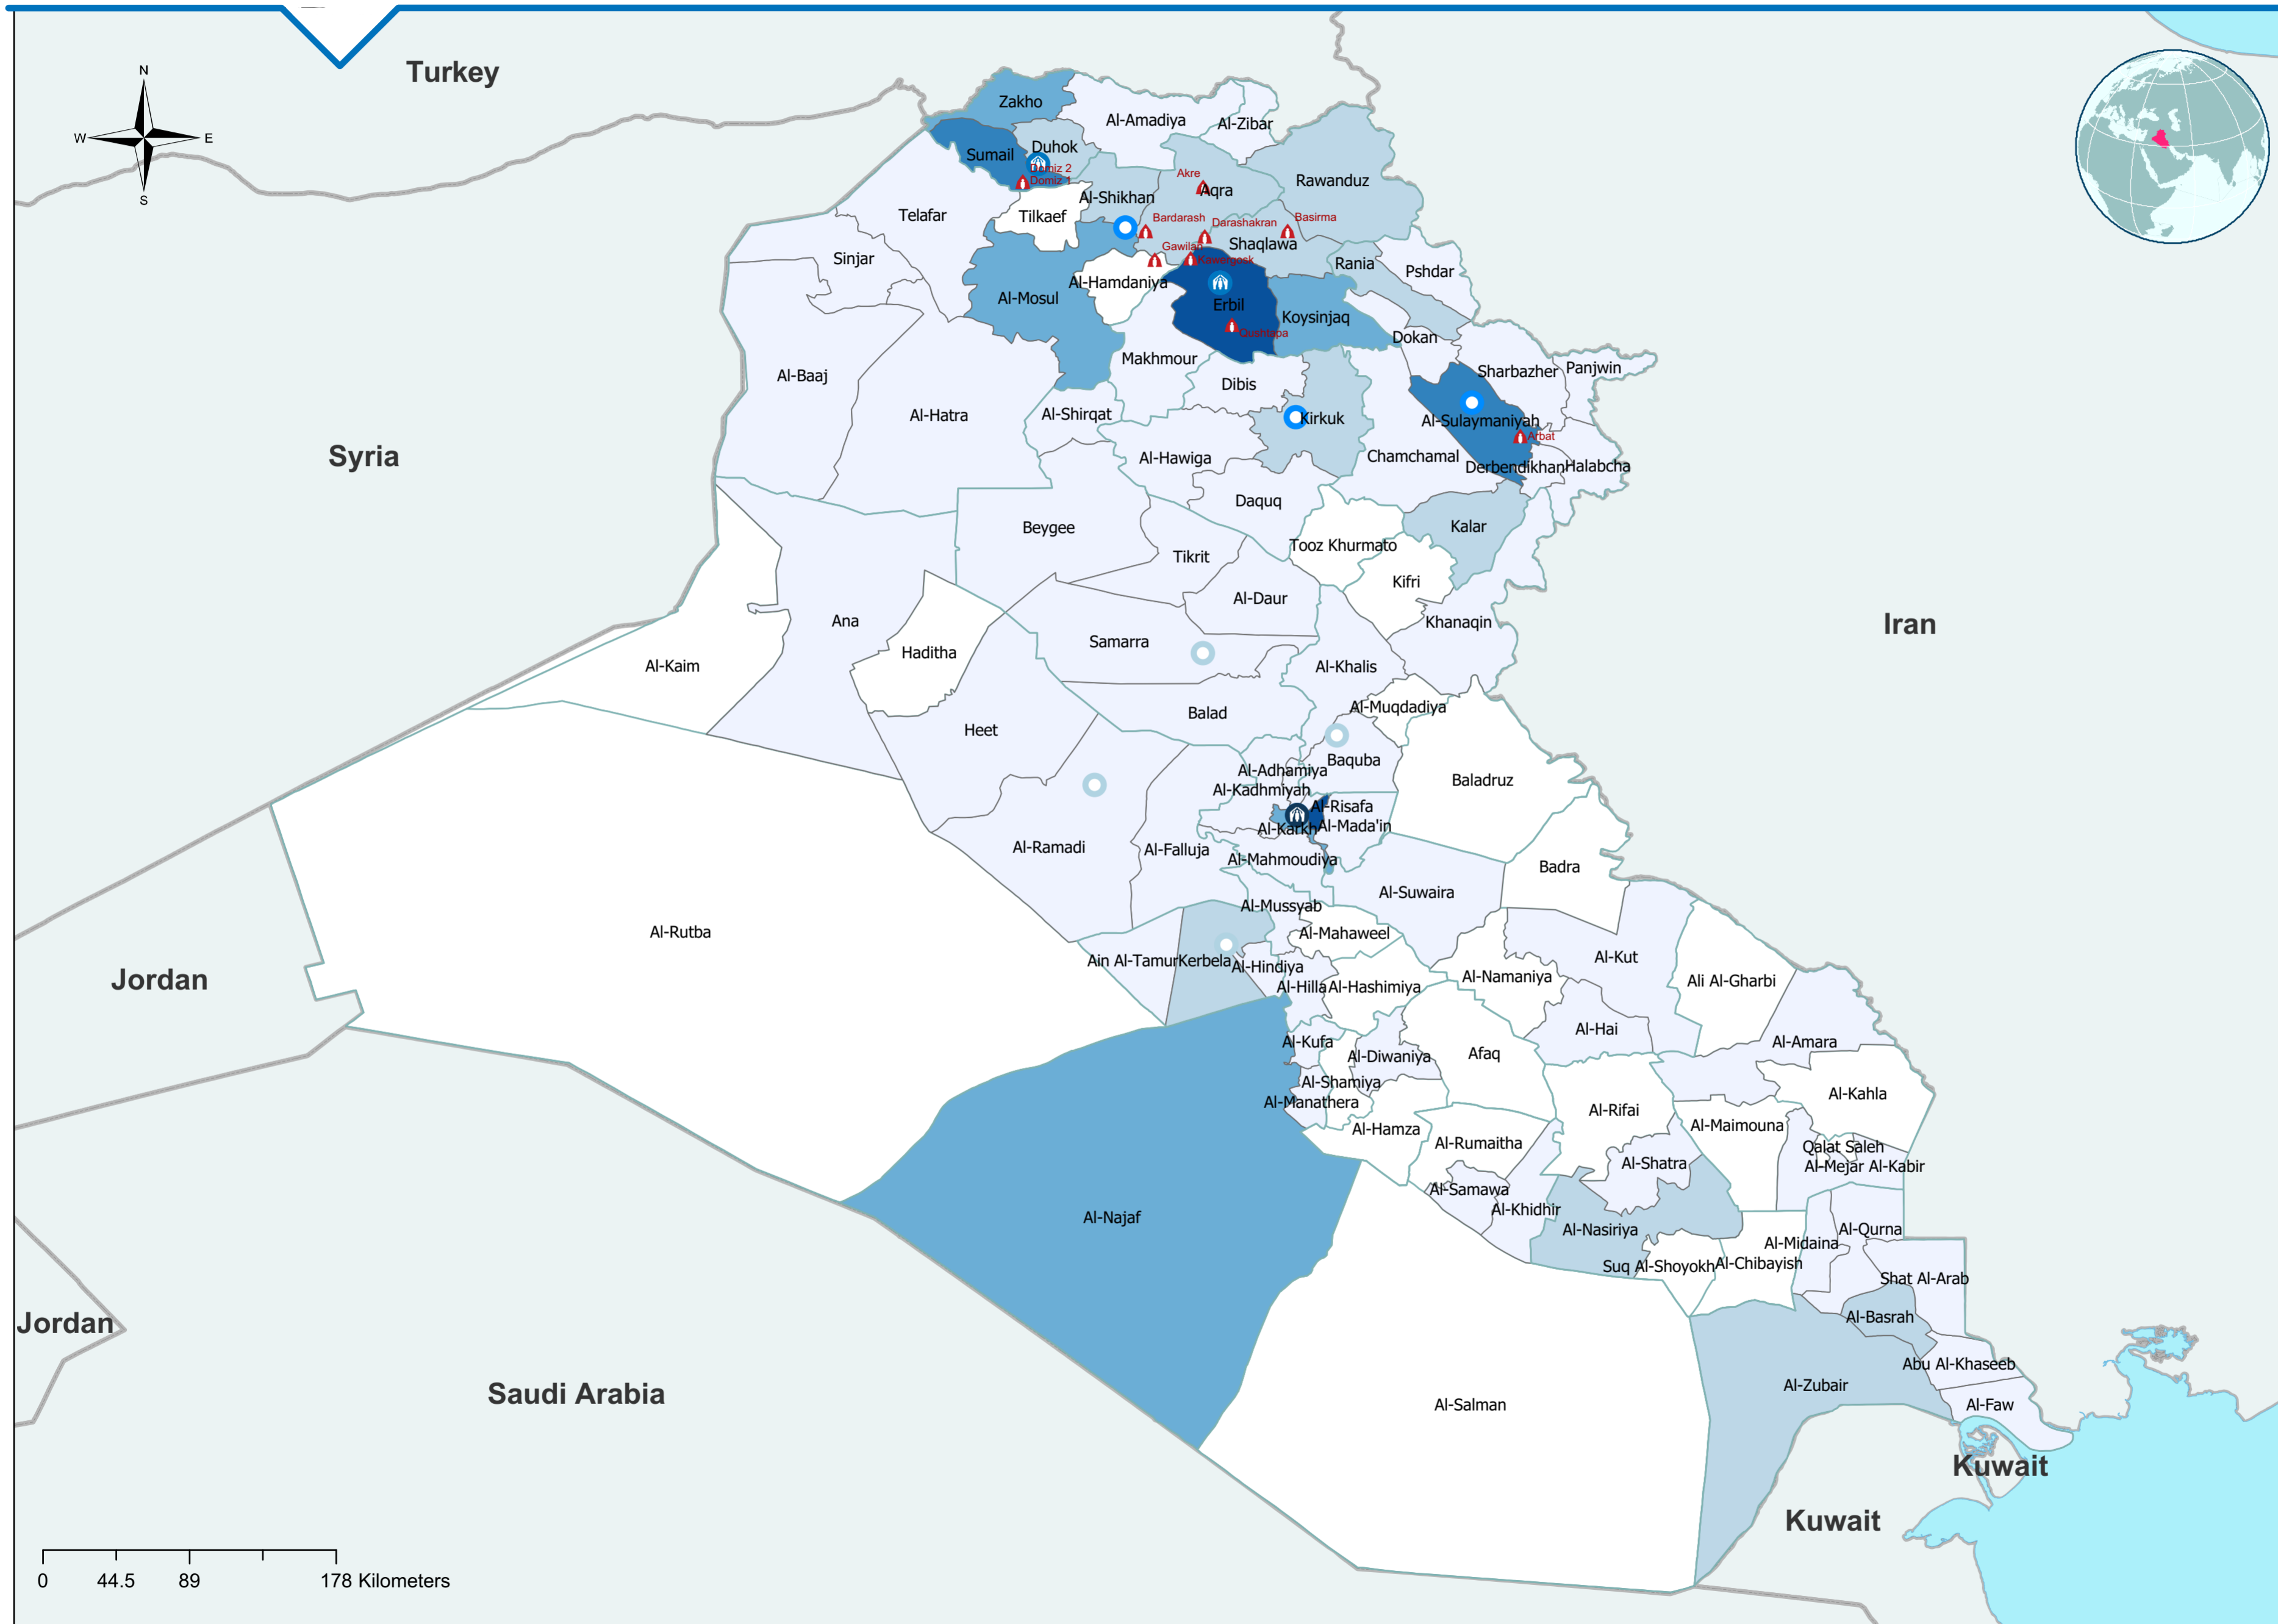 Turkey
N
W
E
S
Zakho
Al-Amadiya
Al-Zibar
Duhok
Sumail
Domiz 2
Domiz 1
Akre
Aqra
Rawanduz
Al-Shikhan
Telafar
Tilkaef
Bardarash
Darashakran
Basirma
Gawilan
Shaqlawa
Kawergosk
Sinjar
Rania
Pshdar
Al-Hamdaniya
Al-Mosul
Erbil
Koysinjaq
Qushtapa
Dokan
Makhmour
Sharbazher
Panjwin
Al-Baaj
Dibis
Al-Hatra
Al-Shirqat
Kirkuk
Al-Sulaymaniyah
Arbat
Syria
Al-Hawiga
Chamchamal
Derbendikhan
Halabcha
Daquq
Beygee
Kalar
Tooz Khurmato
Tikrit
Kifri
Al-Daur
Ana
Khanaqin
Iran
Samarra
Haditha
Al-Kaim
Al-Khalis
Al-Muqdadiya
Balad
Heet
Baquba
Al-Adhamiya
Baladruz
Al-Kadhmiyah
Al-Risafa
Al-Karkh
Al-Mada'in
Al-Ramadi
Al-Falluja
Al-Mahmoudiya
Badra
Al-Suwaira
Al-Mussyab
Al-Rutba
Al-Mahaweel
Ain Al-Tamur
Kerbela
Al-Hindiya
Al-Kut
Jordan
Al-Namaniya
Ali Al-Gharbi
Al-Hilla
Al-Hashimiya
Al-Hai
Al-Kufa
Al-Amara
Al-Diwaniya
Afaq
Al-Shamiya
Al-Kahla
Al-Manathera
Al-Rifai
Al-Maimouna
Al-Hamza
Al-Rumaitha
Qalat Saleh
Al-Shatra
Al-Mejar Al-Kabir
Al-Samawa
Al-Khidhir
Al-Najaf
Al-Nasiriya
Al-Qurna
Al-Midaina
Suq Al-Shoyokh
Al-Chibayish
Shat Al-Arab
Al-Basrah
Jordan
Abu Al-Khaseeb
Al-Zubair
Saudi Arabia
Al-Salman
Al-Faw
Kuwait
Kuwait
0
44.5
89
178 Kilometers